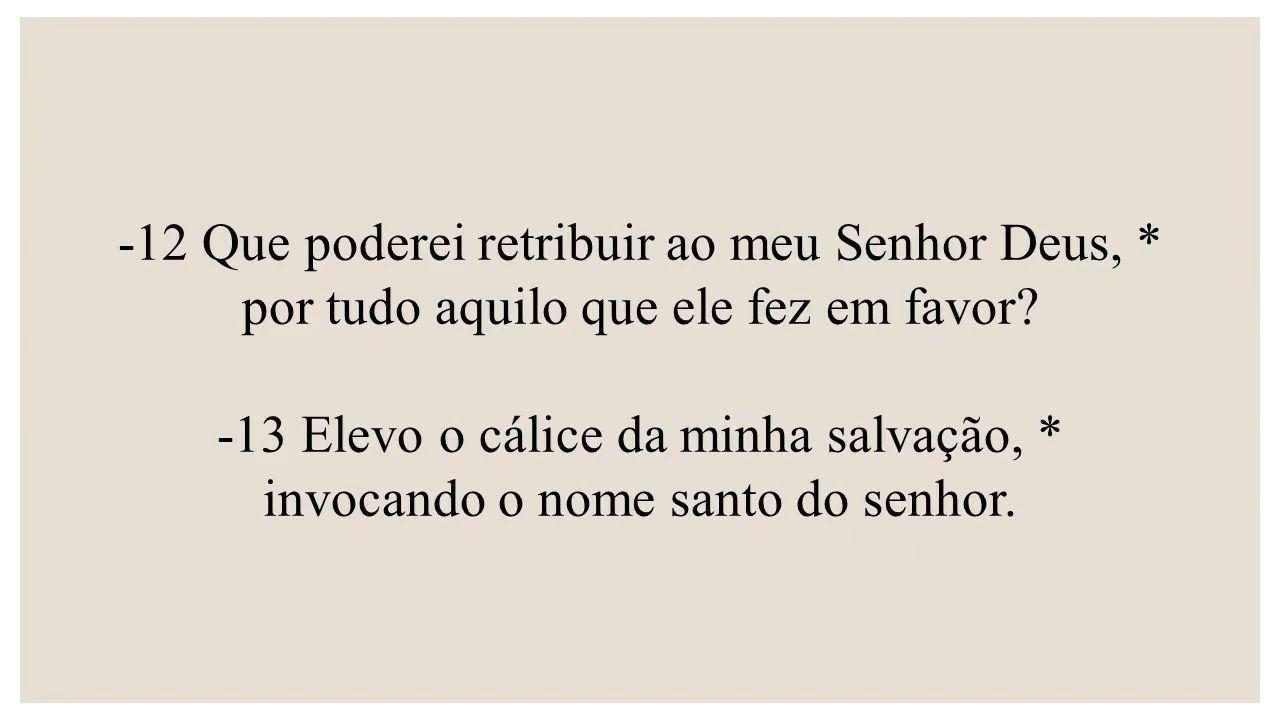 -12 Que poderei retribuir ao meu Senhor Deus, *
por tudo aquilo que ele fez em favor?
-13 Elevo o cálice da minha salvação, *
invocando o nome santo do senhor.